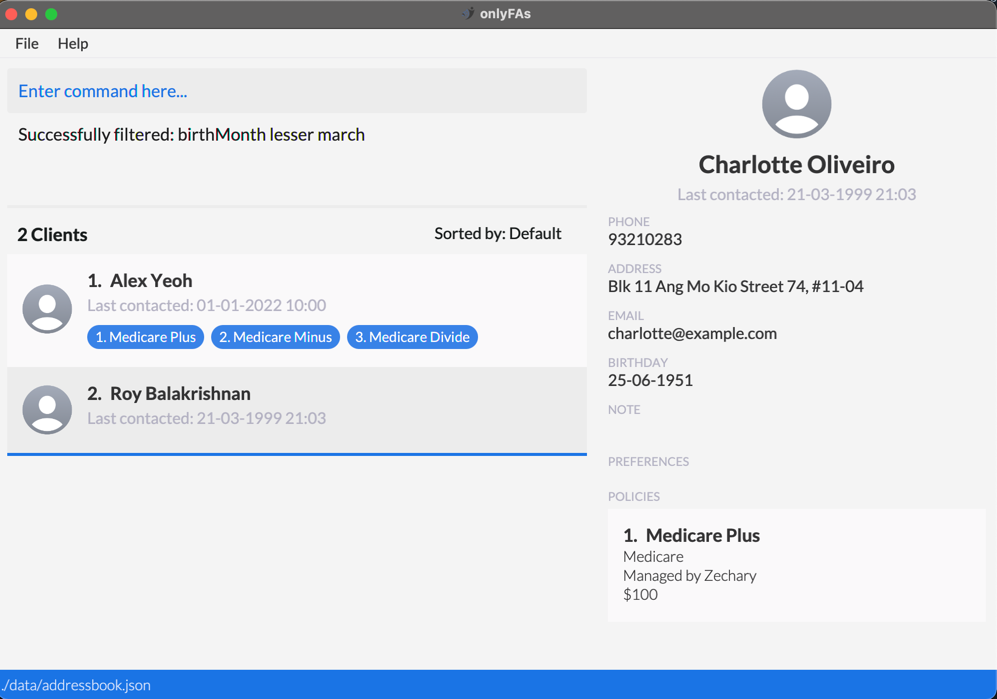 onlyFAs
File Help
Enter command here...
Successfully filtered: birthMonth lesser march
2 Clients Sorted by: Default
1. Alex Yeoh
Last contacted: 01-01-2022 10:00
1. Medicare Plus 2. Medicare Minus 3. Medicare Divide
2. Roy Balakrishnan
Last contacted: 21-03-1999 21:03
Charlotte Oliveiro
Last contacted: 21-03-1999 21:03
PHONE
93210283
ADDRESS
Blk 11 Ang Mo Kio Street 74, #11-04
EMAIL
charlotte@example.com
BIRTHDAY
25-06-1951
NOTE
PREFERENCES
POLICIES
1. Medicare Plus
Medicare
Managed by Zechary
$100
./data/addressbook.json